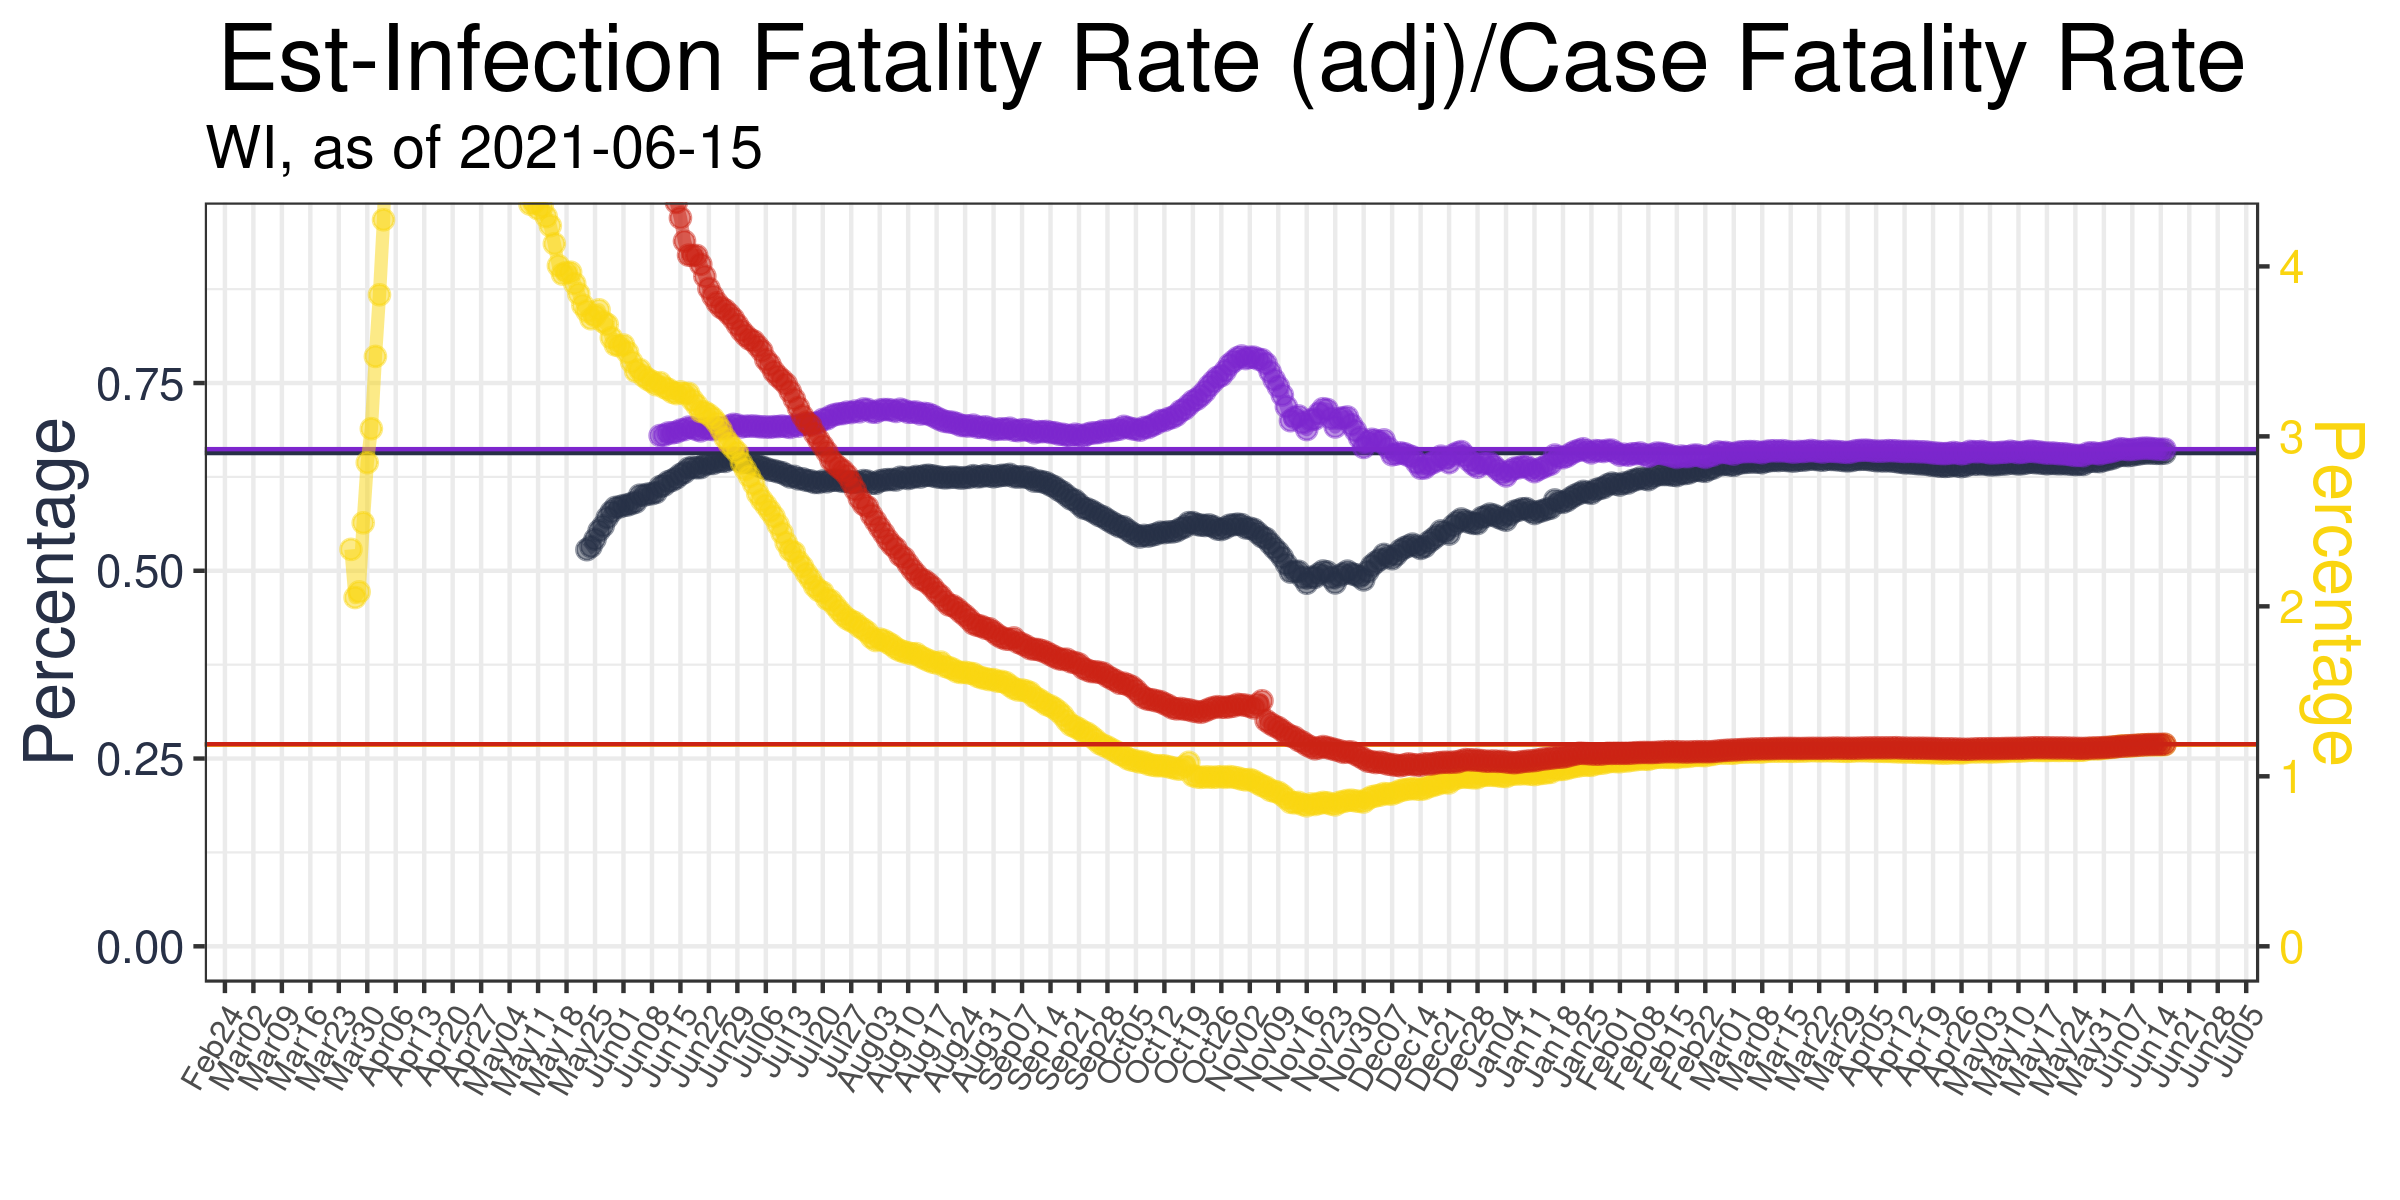 Est-Infection Fatality Rate (adj)/Case Fatality Rate
WI, as of 2021-06-15
Percentage
0.75
0.50
0.25
0.00
4
3
2
1
0
Percentage
Feb24
Mar02
Mar09
Mar16
Mar23
Mar30
Apr06
Apr13
Apr20
Apr27
May04
May11
May18
May25
Jun01
Jun08
Jun15
Jun22
Jun29
Jul06
Jul13
Jul20
Jul27
Aug03
Aug10
Aug17
Aug24
Aug31
Sep07
Sep14
Sep21
Sep28
Oct05
Oct12
Oct19
Oct26
Nov02
Nov09
Nov16
Nov23
Nov30
Dec07
Dec14
Dec21
Dec28
Jan04
Jan11
Jan18
Jan25
Feb01
Feb08
Feb15
Feb22
Mar01
Mar08
Mar15
Mar22
Mar29
Apr05
Apr12
Apr19
Apr26
May03
May10
May17
May24
May31
Jun07
Jun14
Jun21
Jun28
Jul05